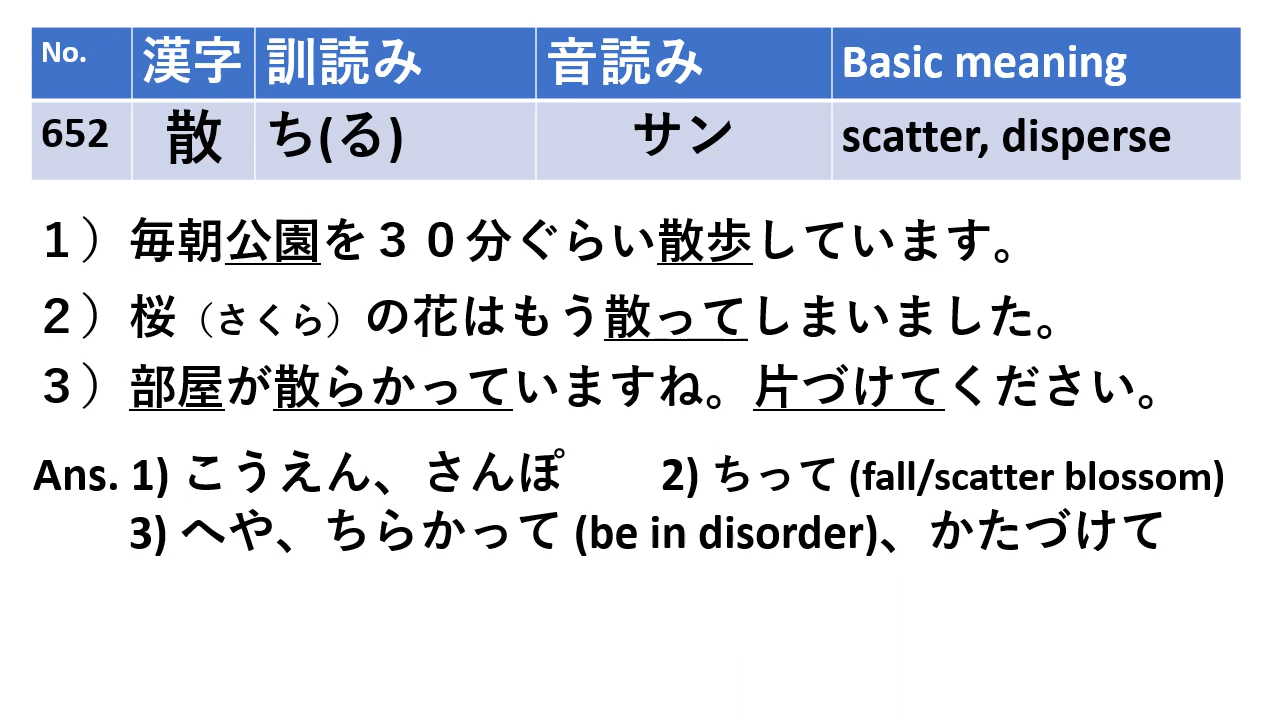 No. 漢字 訓読み 音読み Basic meaning
652 散 ち(る) サン scatter, disperse
１）毎朝公園を３０分ぐらい散歩しています。
２）桜（さくら）の花はもう散ってしまいました。
３）部屋が散らかっていますね。片づけてください。
Ans. 1) こうえん、さんぽ 2) ちって (fall/scatter blossom)
3) へや、ちらかって (be in disorder)、かたづけて